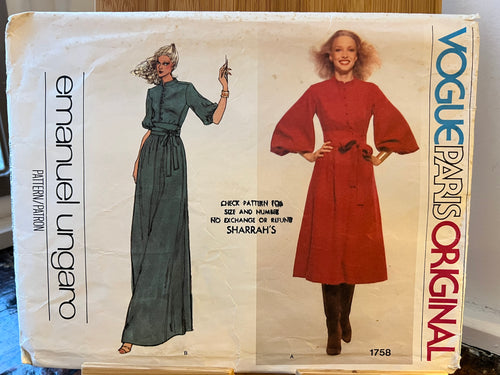 emanuel ungaro
PATTERN/PATRON
CHECK PATTERN FOR
SIZE AND NUMBER
NO EXCHANGE OR REFUND
SHARRAH'S
B
A
1758
VOGUE PARIS ORIGINAL